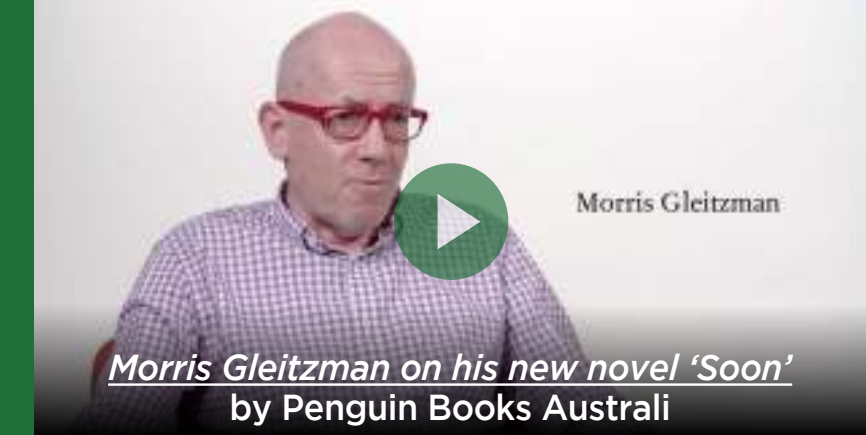 Morris Gleitzman
Morris Gleitzman on his new novel ‘Soon’
by Penguin Books Australi